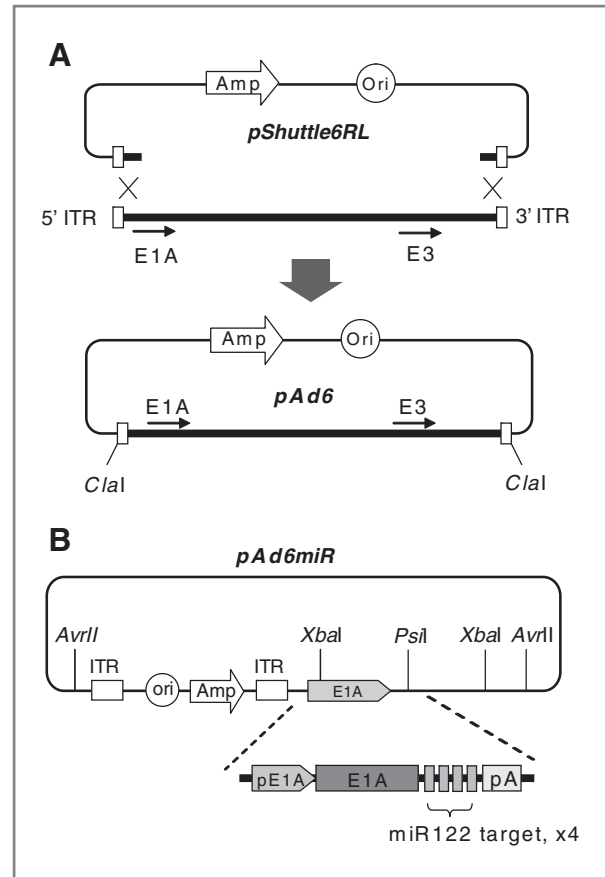 A
Amp
Ori
pShuttle6RL
5' ITR
3' ITR
E1A
E3
Amp
Ori
pAd6
E1A
E3
ClaI
ClaI
B
pAd6miR
AvrII
ITR
ori
Amp
ITR
XbaI
E1A
PsiI
XbaI
AvrII
pE1A
E1A
pA
miR122 target, x4